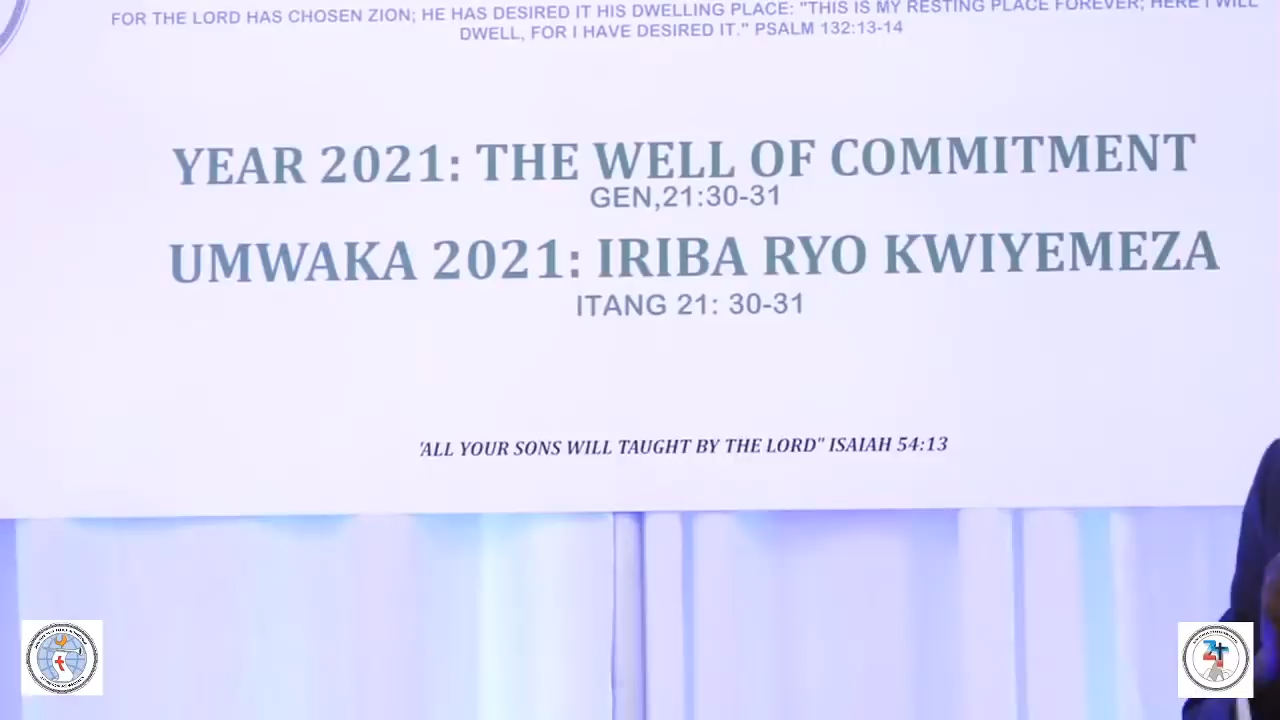 FOR THE LORD HAS CHOSEN ZION; HE HAS DESIRED IT HIS DWELLING PLACE: "THIS IS MY RESTING PLACE FOREVER; HERE I WILL
DWELL, FOR I HAVE DESIRED IT." PSALM 132:13-14
YEAR 2021: THE WELL OF COMMITMENT
GEN,21:30-31
UMWAKA 2021: IRIBA RYO KWIYEMEZA
ITANG 21: 30-31
'ALL YOUR SONS WILL TAUGHT BY THE LORD" ISAIAH 54:13